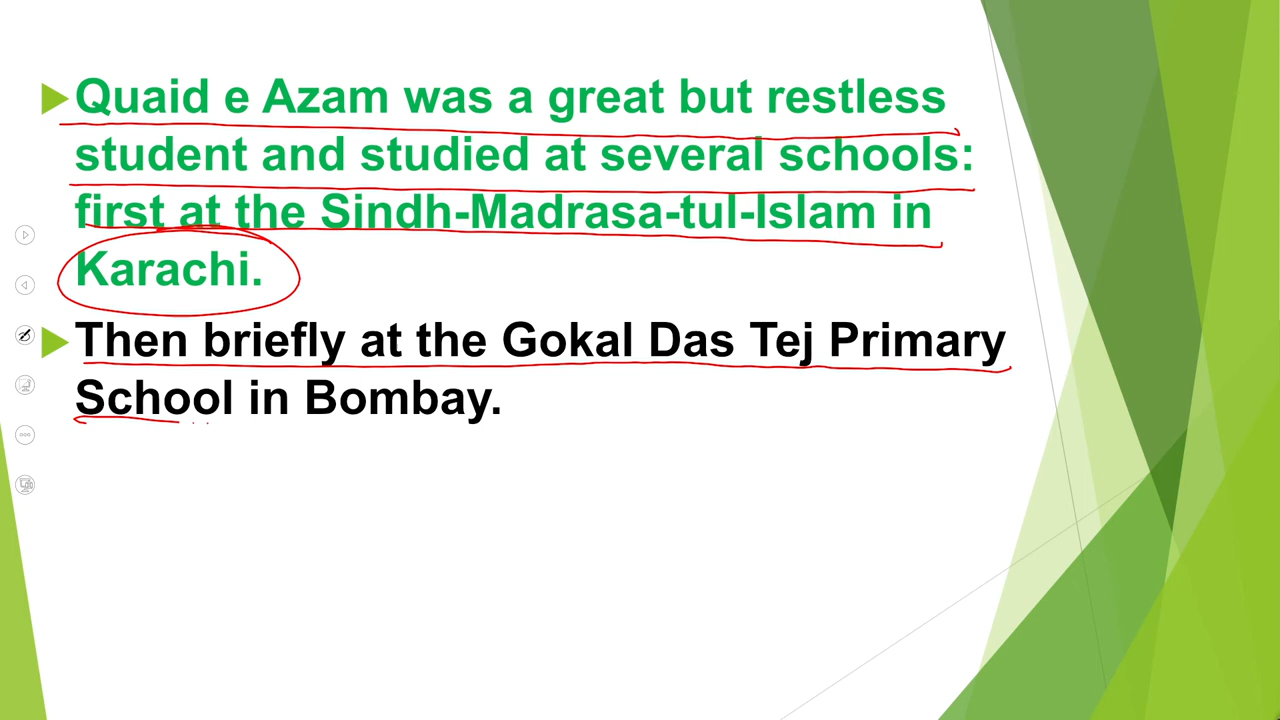 Quaid e Azam was a great but restless
student and studied at several schools:
first at the Sindh-Madrasa-tul-Islam in
Karachi.
Then briefly at the Gokal Das Tej Primary
School in Bombay.